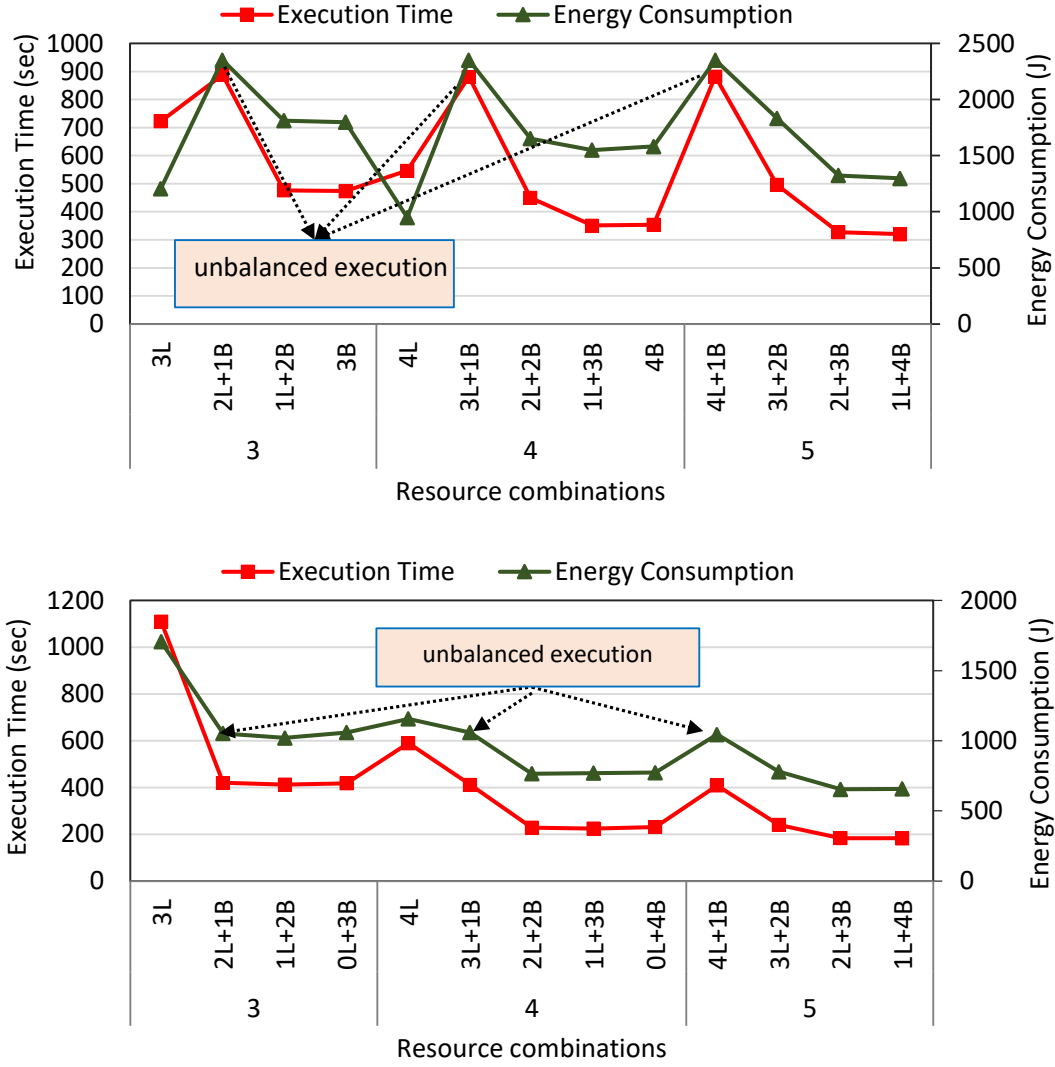 Execution Time Energy Consumption
Execution Time (sec)
1000
900
800
700
600
500
400
300
200
100
0
2500
2000
1500
1000
500
0
Energy Consumption (J)
unbalanced execution
3L 2L+1B 1L+2B 3B 4L 3L+1B 2L+2B 1L+3B 4B 4L+1B 3L+2B 2L+3B 1L+4B
3 4 5
Resource combinations
Execution Time Energy Consumption
Execution Time (sec)
1200
1000
800
600
400
200
0
2000
1500
1000
500
0
Energy Consumption (J)
unbalanced execution
3L 2L+1B 1L+2B 0L+3B 4L 3L+1B 2L+2B 1L+3B 0L+4B 4L+1B 3L+2B 2L+3B 1L+4B
3 4 5
Resource combinations